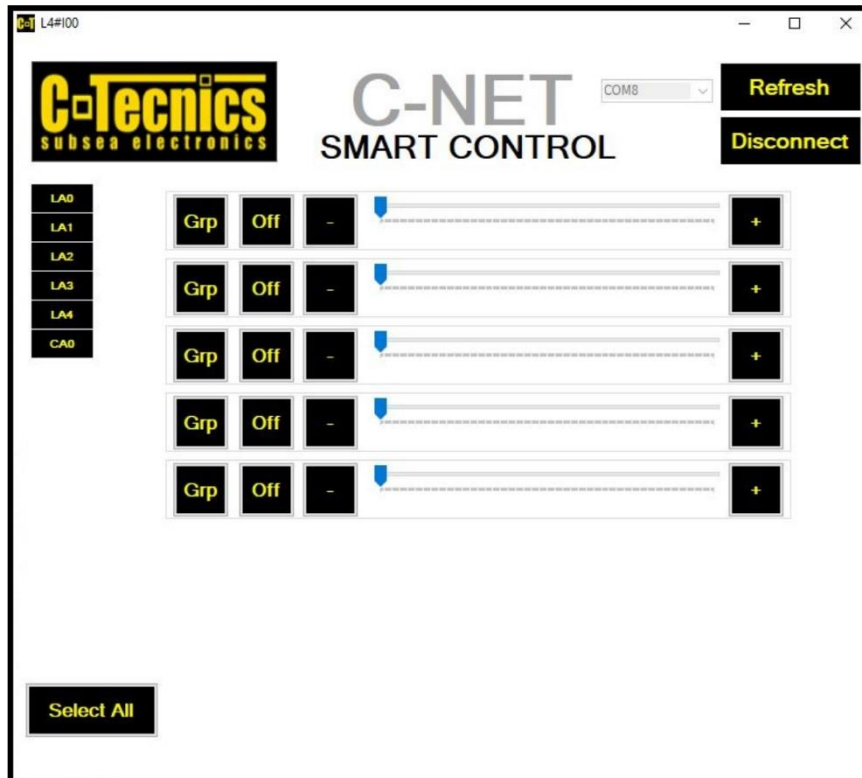 C-T L4#I00
C-Tecnics
subsea electronics
C-NET
SMART CONTROL
COM8
Refresh
Disconnect
LA0
LA1
LA2
LA3
LA4
CA0
Grp Off - +
Grp Off - +
Grp Off - +
Grp Off - +
Grp Off - +
Select All